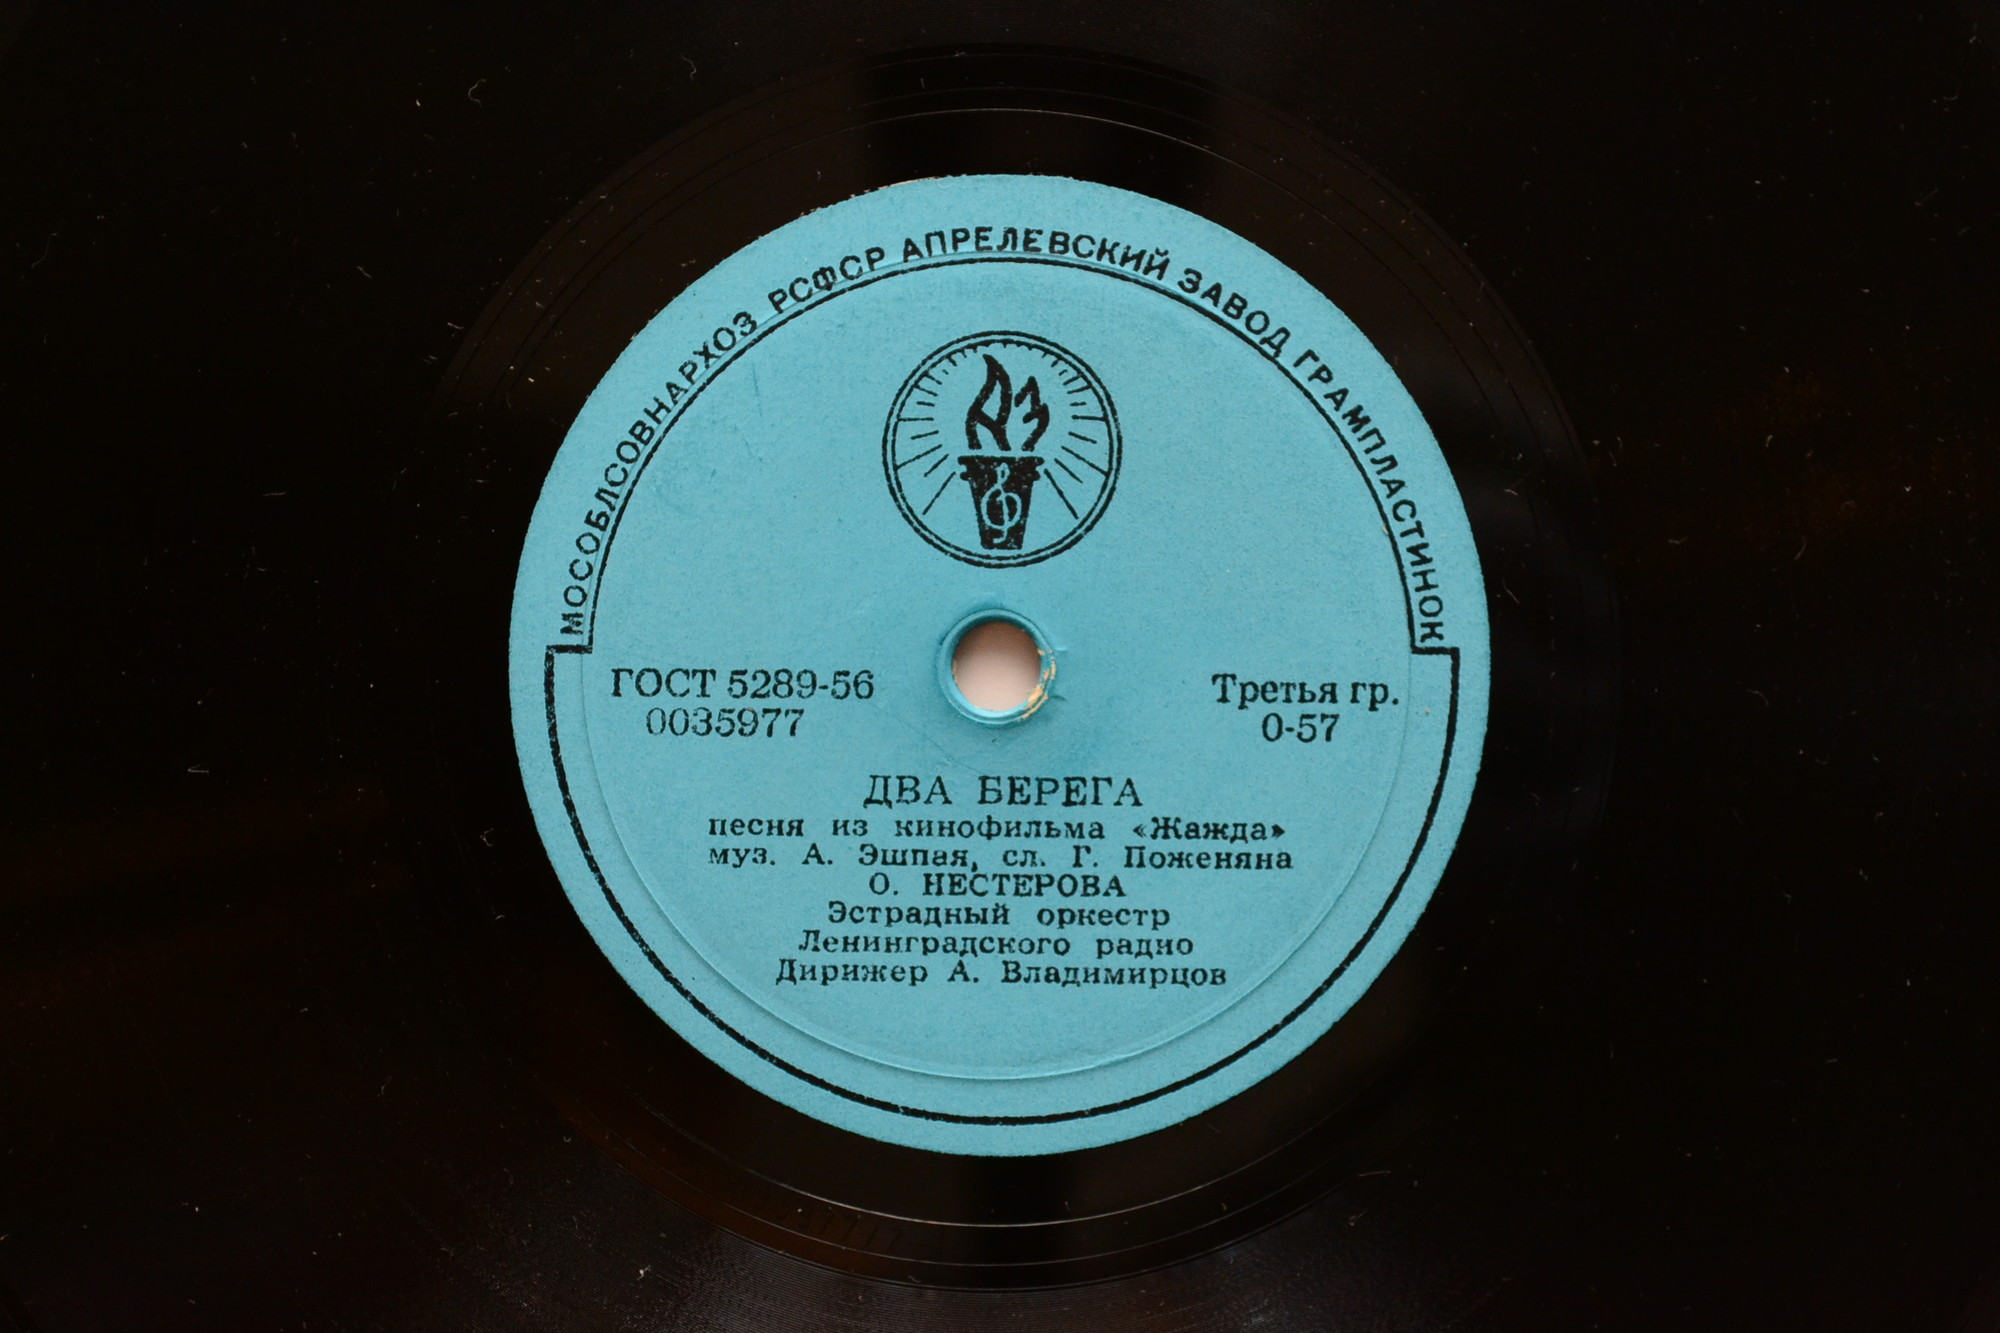 МОСОБЛСОВНАРХОЗ РСФСР АПРЕЛЕВСКИЙ ЗАВОД ГРАМПЛАСТИНОК
АЗ
ГОСТ 5289-56
0035977
Третья гр.
0-57
ДВА БЕРЕГА
песня из кинофильма «Жажда»
муз. А. Эшпая, сл. Г. Поженяна
О. НЕСТЕРОВА
Эстрадный оркестр
Ленинградского радио
Дирижер А. Владимирцов